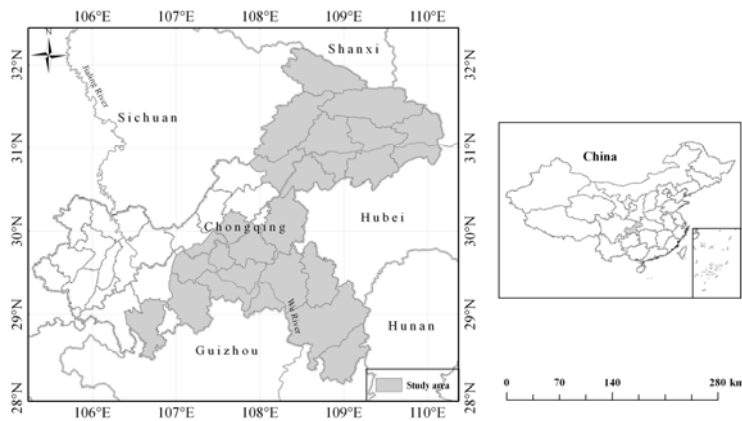 106°E 107°E 108°E 109°E 110°E
N
32°N
32°N
Shanxi
Jialing River
Sichuan
31°N
31°N
China
Hubei
30°N
30°N
Chongqing
29°N
29°N
Wu River
Hunan
Guizhou
Study area
28°N
28°N
0 70 140 280 km
106°E 107°E 108°E 109°E 110°E